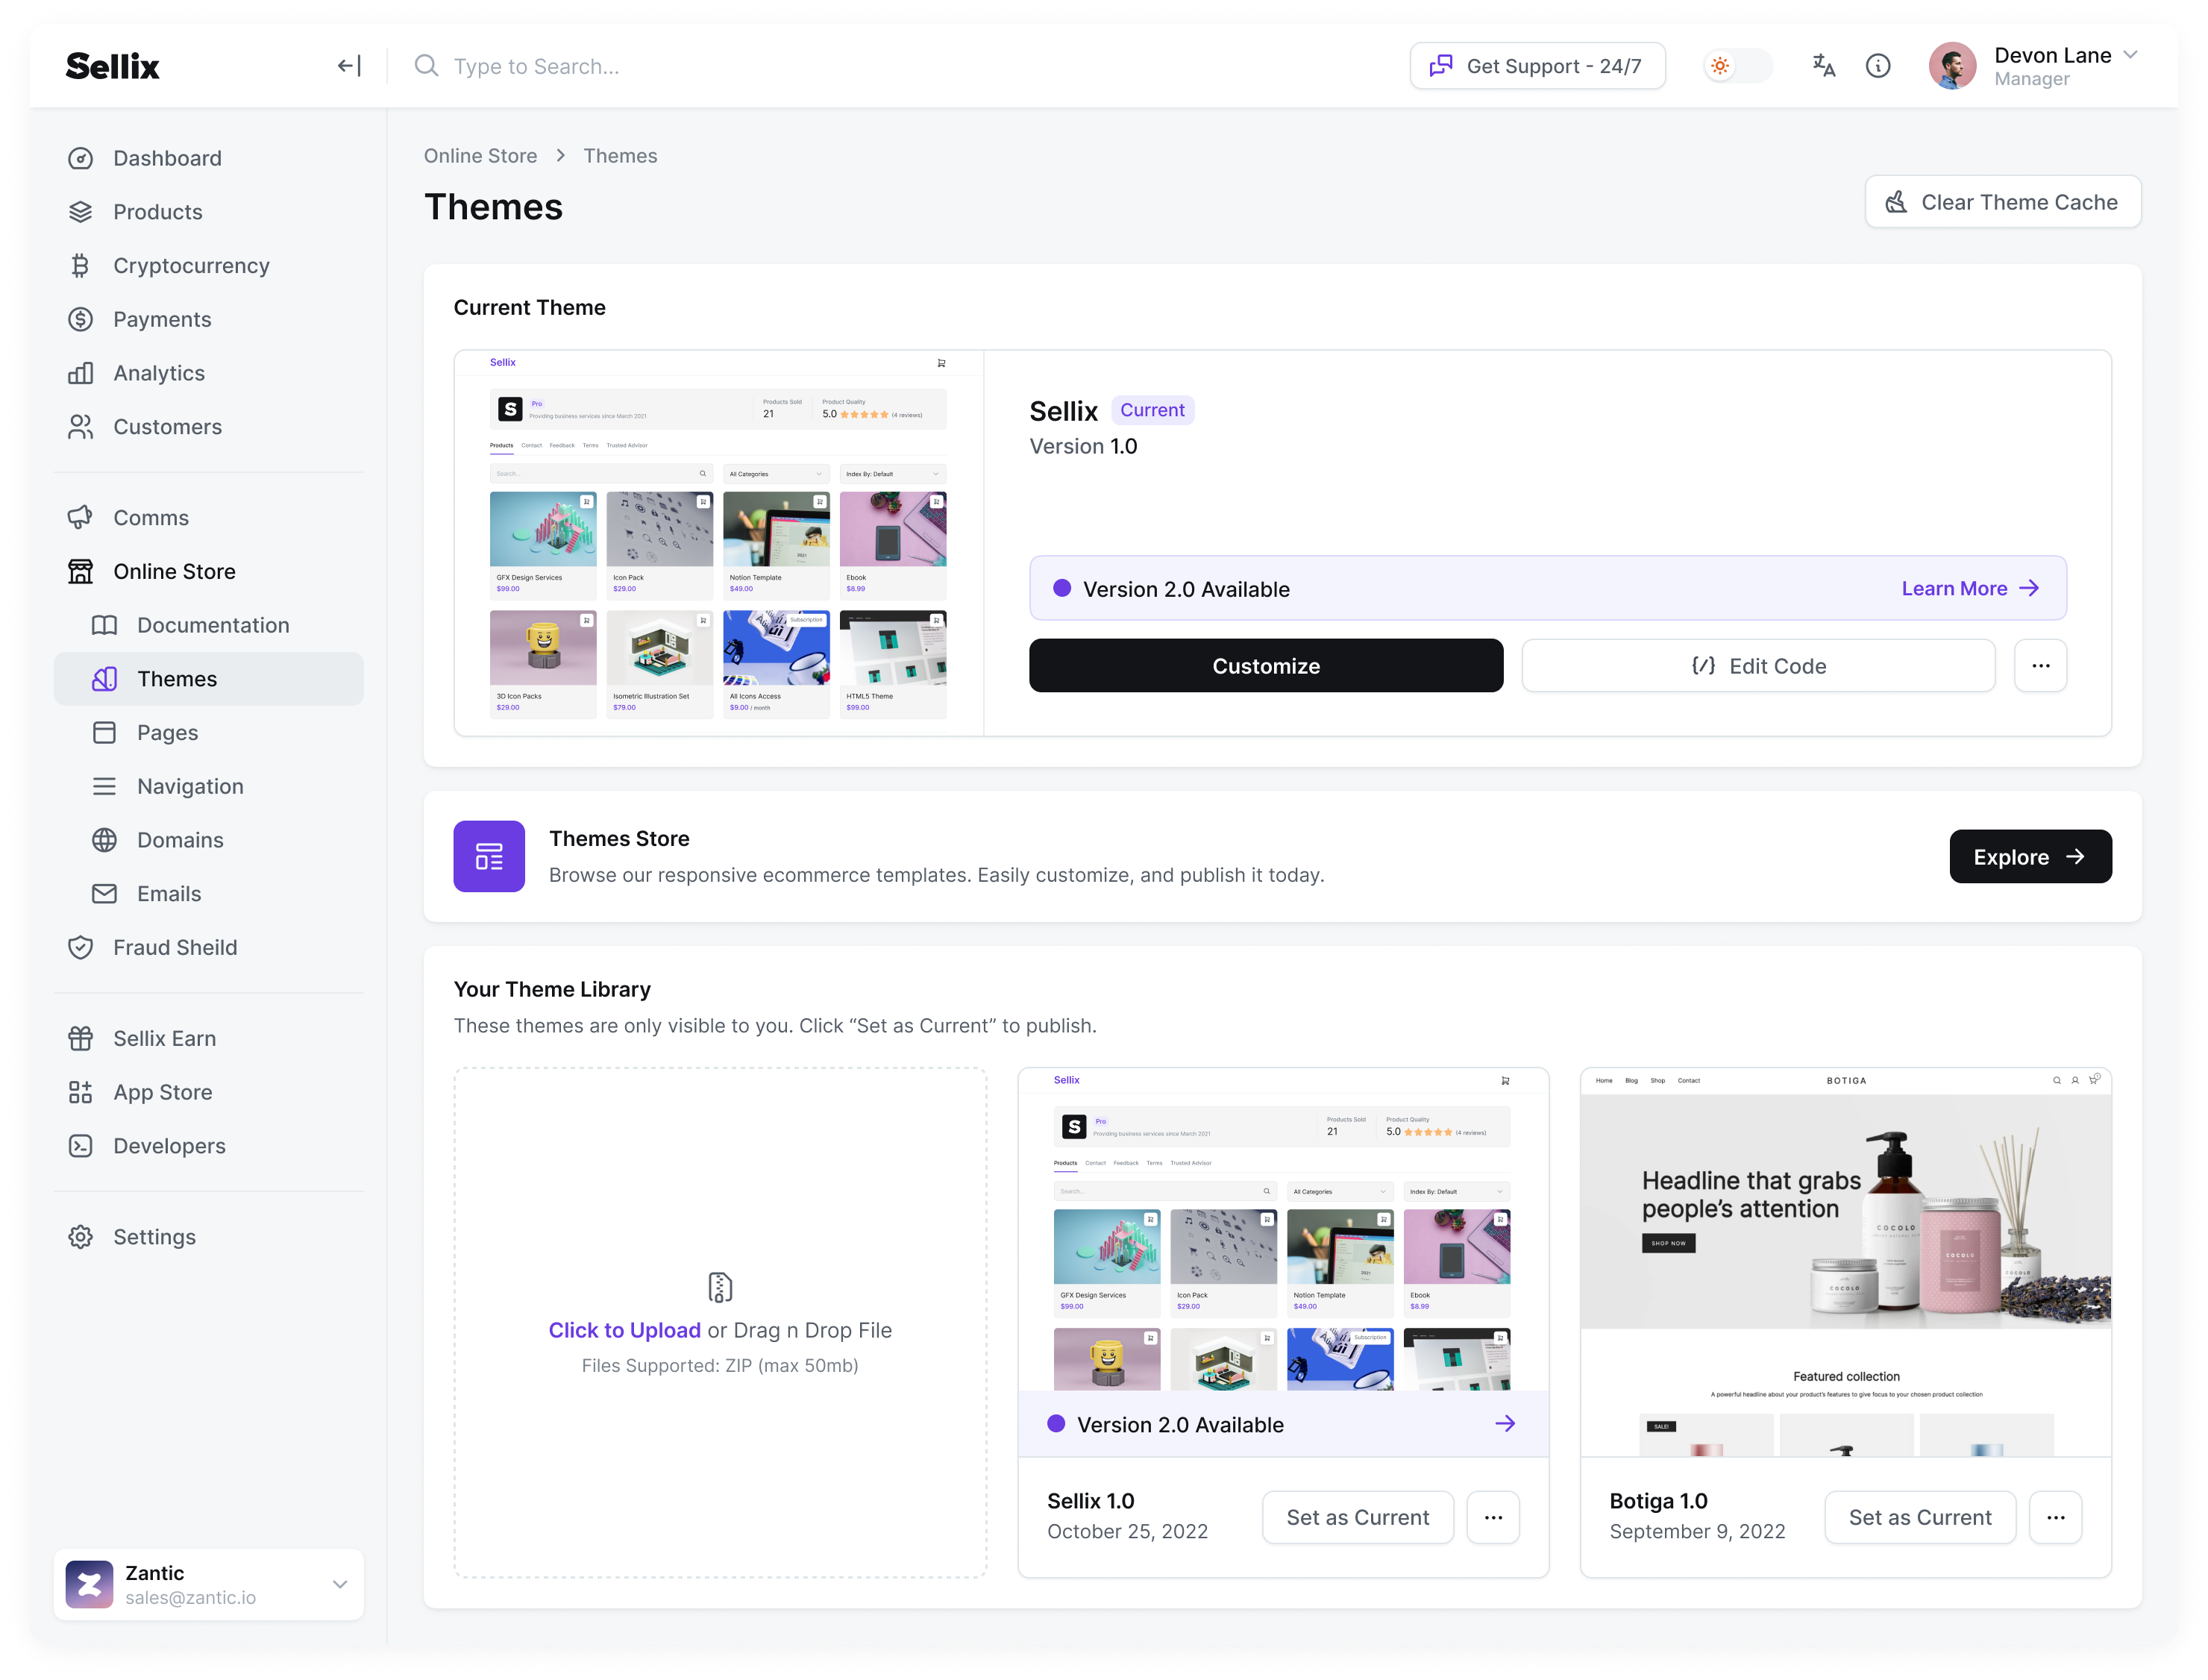 Sellix
Type to Search...
Get Support - 24/7
Devon Lane
Manager
Dashboard
Products
Cryptocurrency
Payments
Analytics
Customers
Comms
Online Store
Documentation
Themes
Pages
Navigation
Domains
Emails
Fraud Sheild
Sellix Earn
App Store
Developers
Settings
Zantic
sales@zantic.io
Online Store > Themes
Themes
Clear Theme Cache
Current Theme
Sellix
S
Pro
Providing business services since March 2021
Products Sold
21
Product Quality
5.0 (4 reviews)
Products Contact Feedback Terms Trusted Advisor
Search...
All Categories
Index By: Default
GFX Design Services
$99.00
Icon Pack
$29.00
Notion Template
$49.00
Ebook
$8.99
Subscription
3D Icon Packs
$29.00
Isometric Illustration Set
$79.00
All Icons Access
$9.00 / month
HTML5 Theme
$99.00
Sellix Current
Version 1.0
Version 2.0 Available
Learn More
Customize
{/} Edit Code
Themes Store
Browse our responsive ecommerce templates. Easily customize, and publish it today.
Explore
Your Theme Library
These themes are only visible to you. Click “Set as Current” to publish.
Click to Upload or Drag n Drop File
Files Supported: ZIP (max 50mb)
Sellix
S
Pro
Providing business services since March 2021
Products Sold
21
Product Quality
5.0 (4 reviews)
Products Contact Feedback Terms Trusted Advisor
Search...
All Categories
Index By: Default
GFX Design Services
$99.00
Icon Pack
$29.00
Notion Template
$49.00
Ebook
$8.99
Subscription
Version 2.0 Available
Sellix 1.0
October 25, 2022
Set as Current
Home Blog Shop Contact
BOTIGA
Headline that grabs
people’s attention
SHOP NOW
COCOLO
COCOLO
COCOLO
COCOLO
Featured collection
A powerful headline about your product’s features to give focus to your chosen product collection
SALE!
Botiga 1.0
September 9, 2022
Set as Current